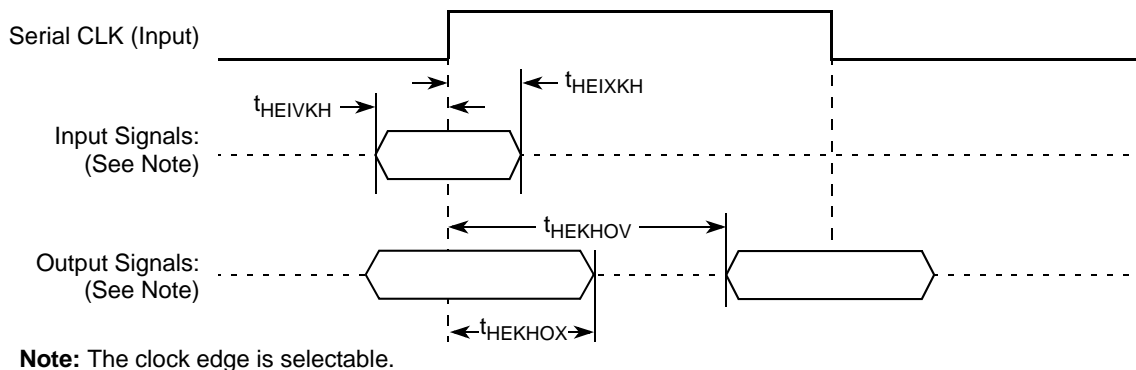 Serial CLK (Input)
tHEIXKH
tHEIVKH
Input Signals:
(See Note)
tHEKHOV
Output Signals:
(See Note)
tHEKHOX
Note: The clock edge is selectable.